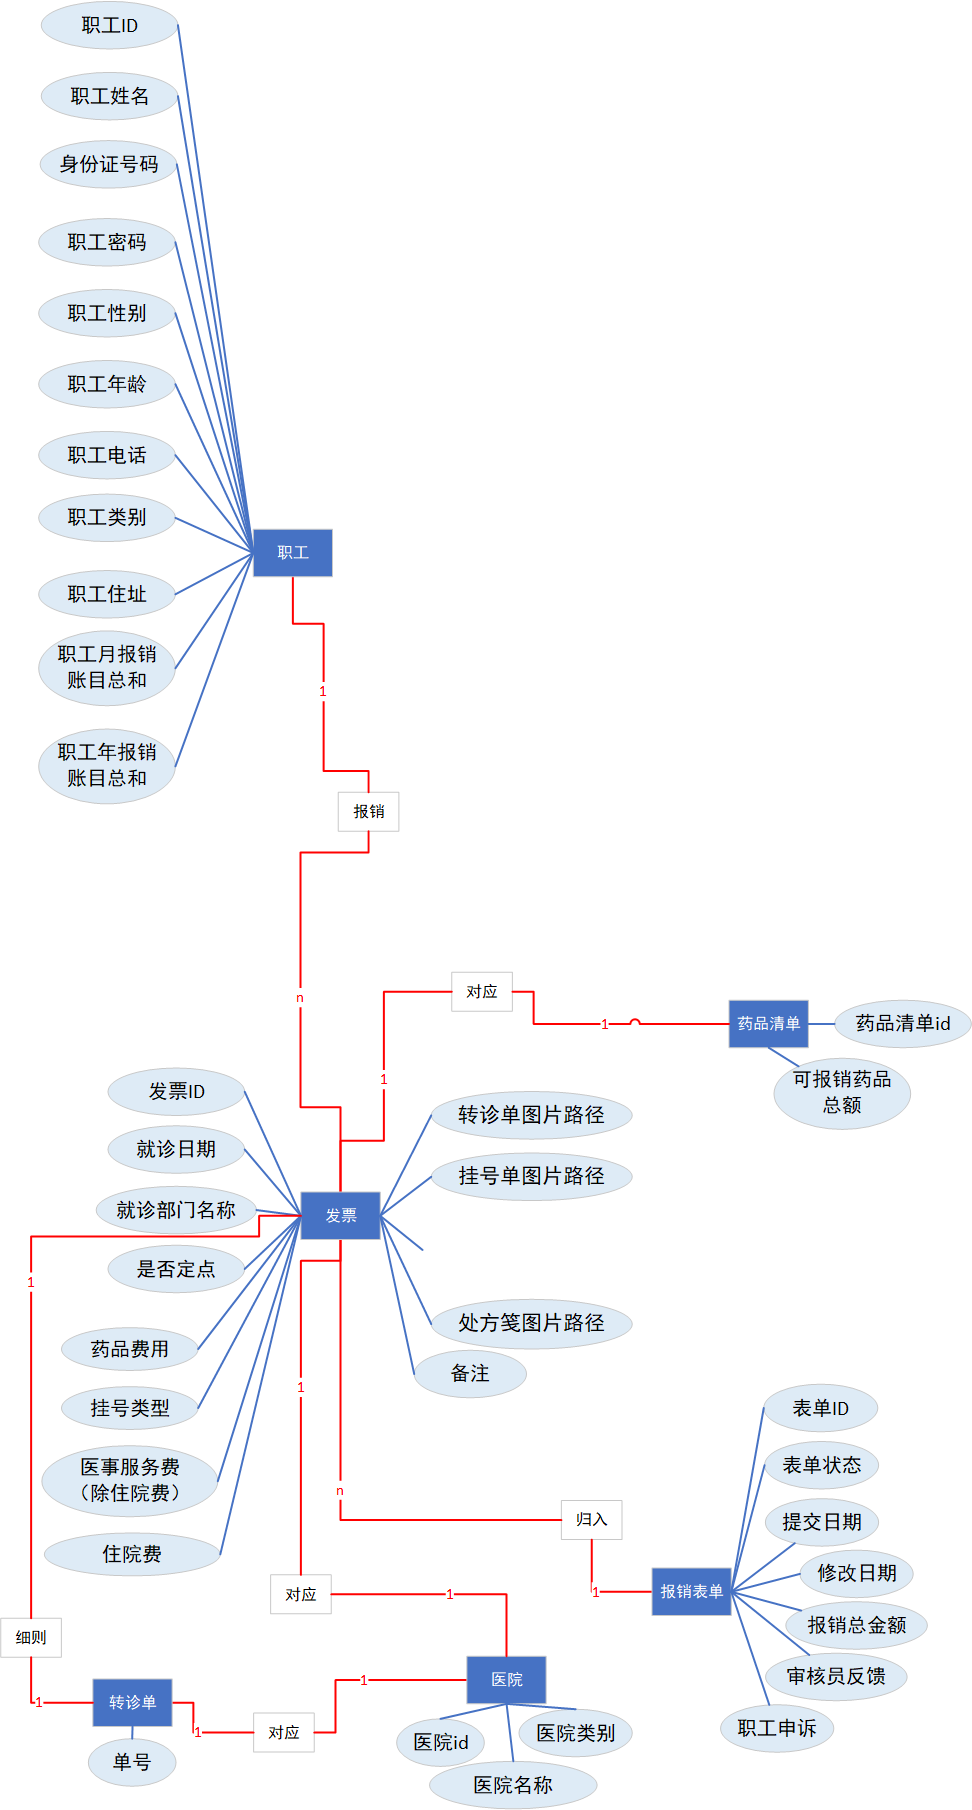 职工ID
职工姓名
身份证号码
职工密码
职工性别
职工年龄
职工电话
职工类别
职工
职工住址
职工月报销
账目总和
1
职工年报销
账目总和
报销
对应
n
药品清单
药品清单id
1
1
可报销药品
总额
发票ID
转诊单图片路径
就诊日期
挂号单图片路径
就诊部门名称
发票
是否定点
1
处方笺图片路径
药品费用
备注
1
挂号类型
表单ID
医事服务费
（除住院费）
表单状态
n
归入
提交日期
住院费
修改日期
对应
1
1
报销表单
报销总金额
细则
审核员反馈
医院
1
1
转诊单
职工申诉
1
对应
医院id
医院类别
单号
医院名称